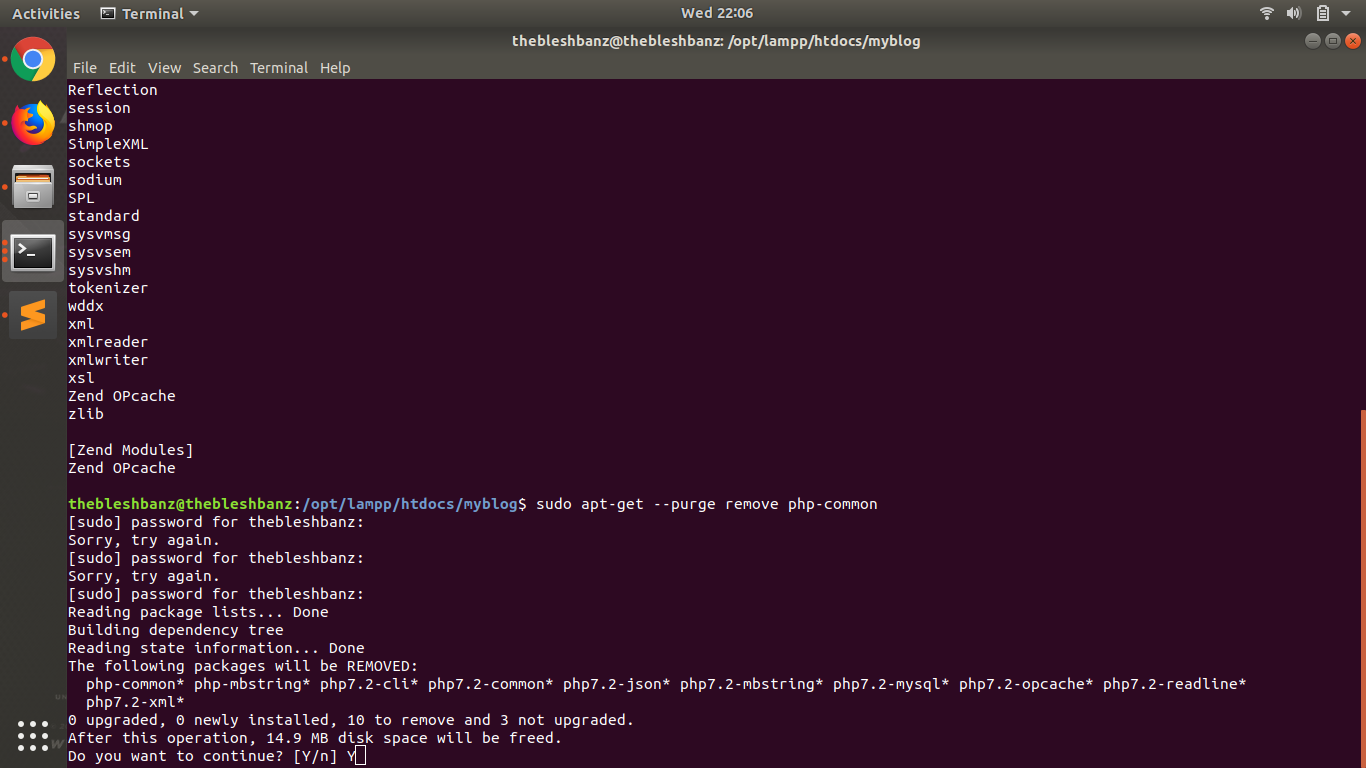 Activities Terminal Wed 22:06
thebleshbanz@thebleshbanz: /opt/lampp/htdocs/myblog
File Edit View Search Terminal Help
Reflection
session
shmop
SimpleXML
sockets
sodium
SPL
standard
sysvmsg
sysvsem
sysvshm
tokenizer
wddx
xml
xmlreader
xmlwriter
xsl
Zend OPcache
zlib
[Zend Modules]
Zend OPcache
thebleshbanz@thebleshbanz:/opt/lampp/htdocs/myblog$ sudo apt-get --purge remove php-common
[sudo] password for thebleshbanz:
Sorry, try again.
[sudo] password for thebleshbanz:
Sorry, try again.
[sudo] password for thebleshbanz:
Reading package lists... Done
Building dependency tree
Reading state information... Done
The following packages will be REMOVED:
php-common* php-mbstring* php7.2-cli* php7.2-common* php7.2-json* php7.2-mbstring* php7.2-mysql* php7.2-opcache* php7.2-readline*
php7.2-xml*
0 upgraded, 0 newly installed, 10 to remove and 3 not upgraded.
After this operation, 14.9 MB disk space will be freed.
Do you want to continue? [Y/n] Y